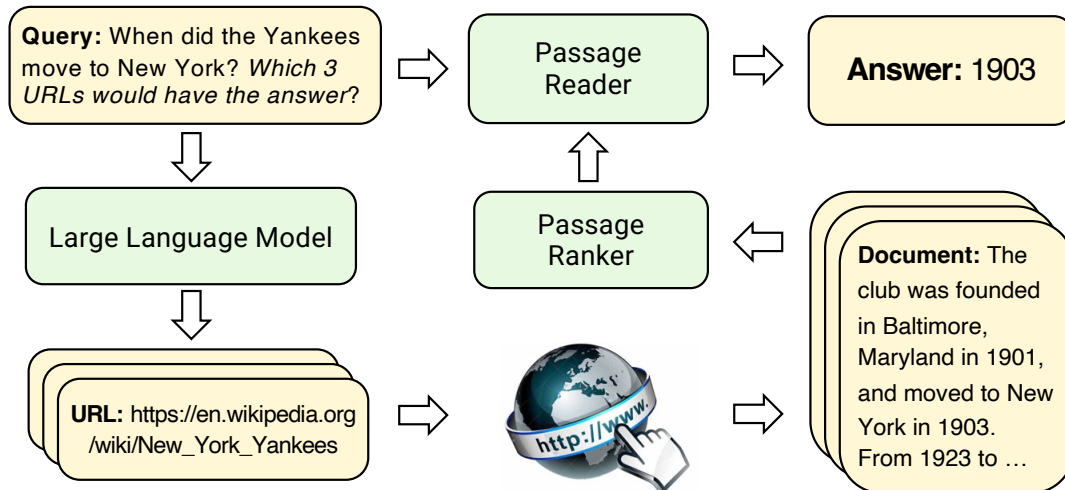 Query: When did the Yankees
move to New York? Which 3
URLs would have the answer?
Passage
Reader
Answer: 1903
Large Language Model
Passage
Ranker
Document: The
club was founded
in Baltimore,
Maryland in 1901,
and moved to New
York in 1903.
From 1923 to …
URL: https://en.wikipedia.org
/wiki/New_York_Yankees
http://www.